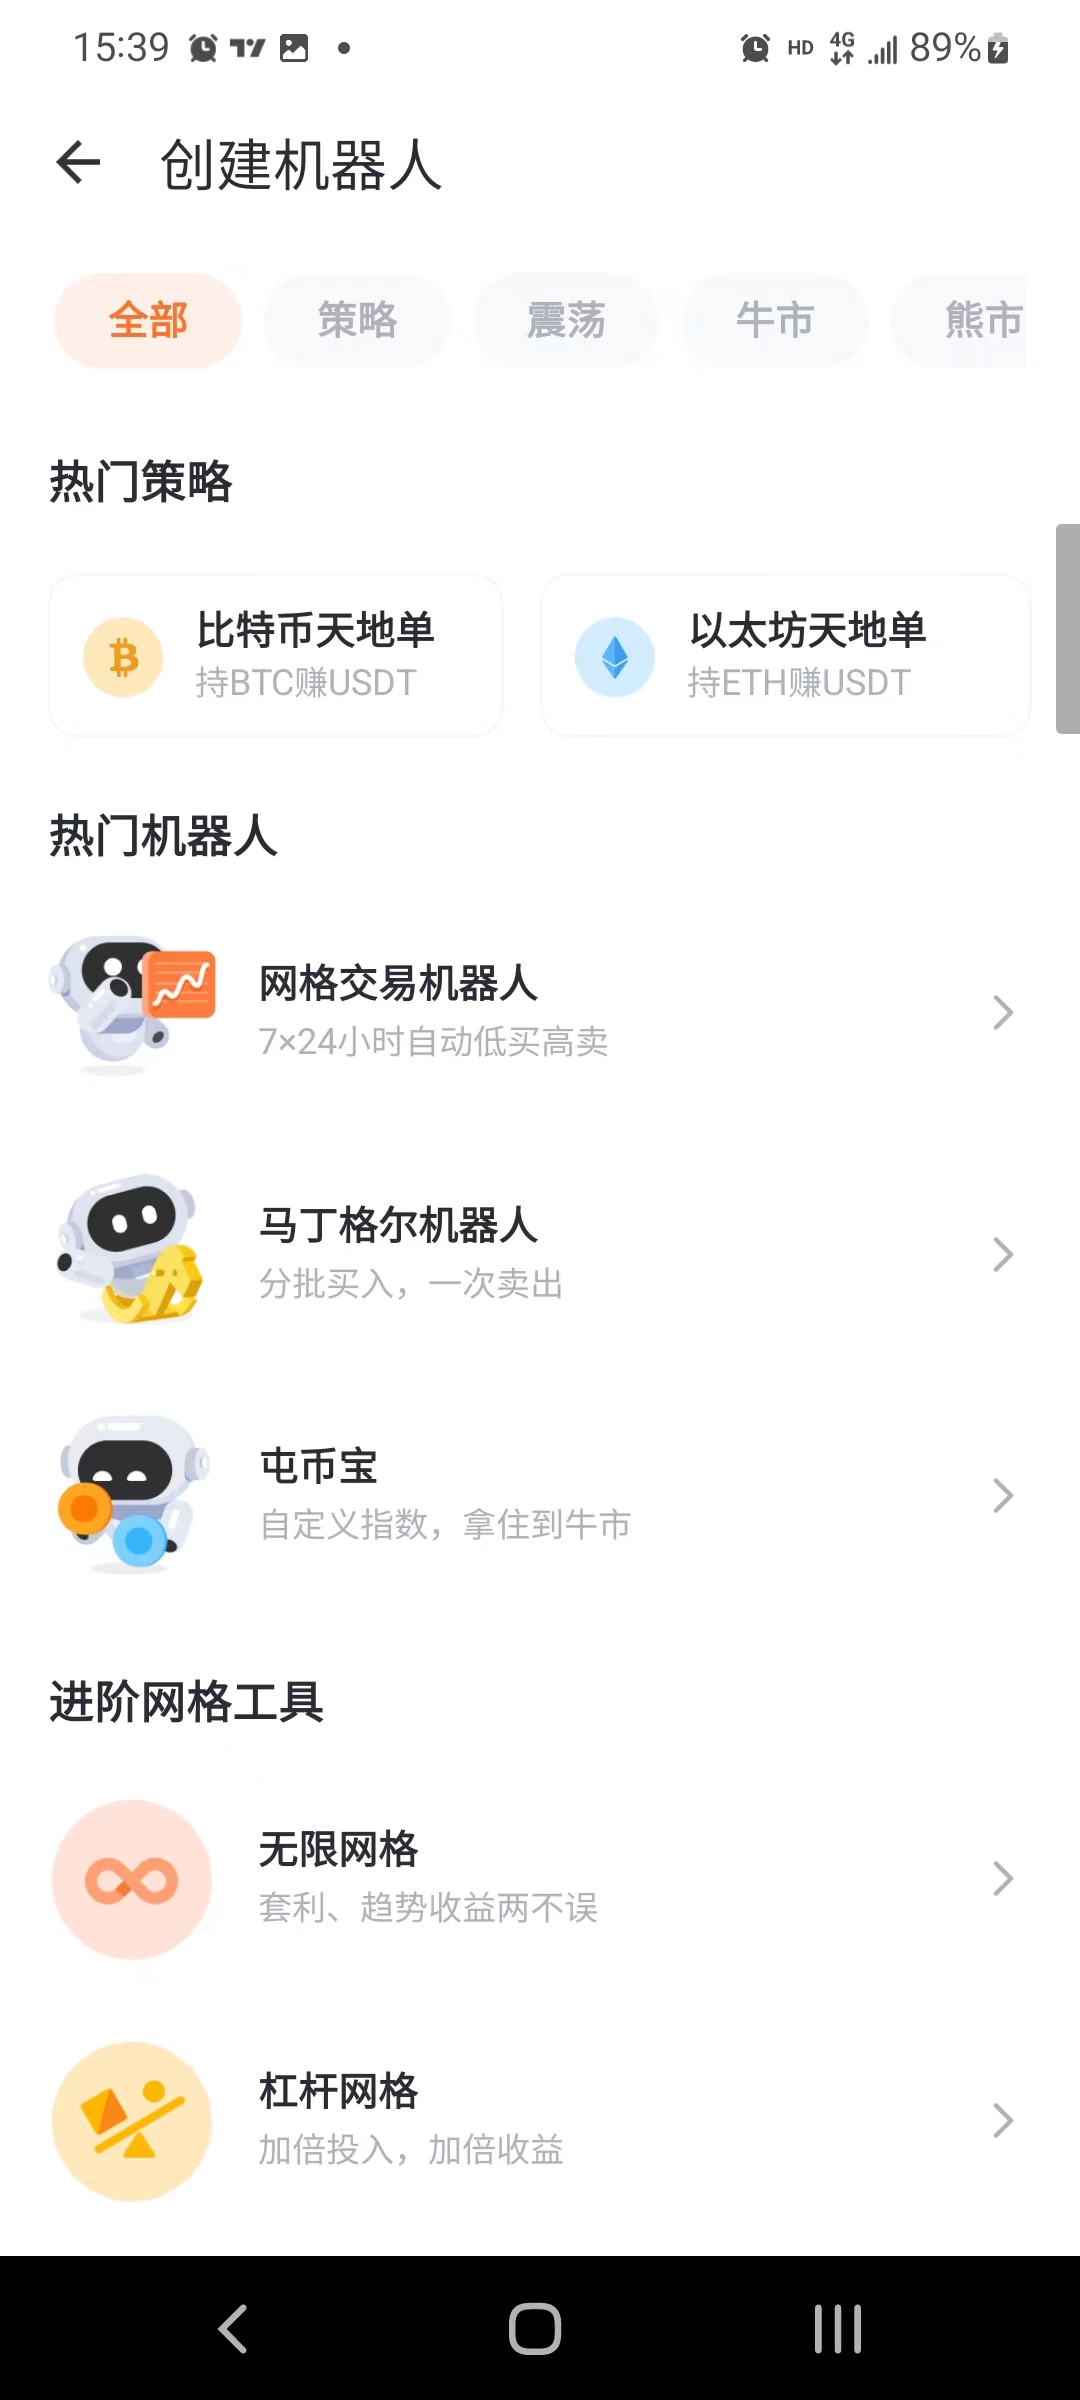 15:39
HD 4G 89%
创建机器人
全部 策略 震荡 牛市 熊市
热门策略
比特币天地单
持BTC赚USDT
以太坊天地单
持ETH赚USDT
热门机器人
网格交易机器人
7×24小时自动低买高卖
马丁格尔机器人
分批买入，一次卖出
屯币宝
自定义指数，拿住到牛市
进阶网格工具
无限网格
套利、趋势收益两不误
杠杆网格
加倍投入，加倍收益